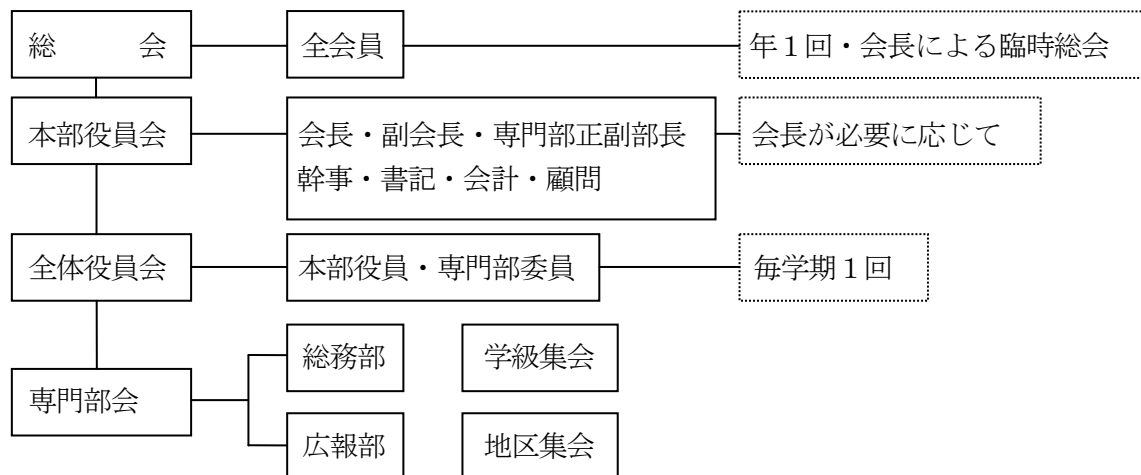 総　　会
全会員
年１回・会長による臨時総会
本部役員会
会長・副会長・専門部正副部長
幹事・書記・会計・顧問
会長が必要に応じて
全体役員会
本部役員・専門部委員
毎学期１回
専門部会
総務部
学級集会
広報部
地区集会